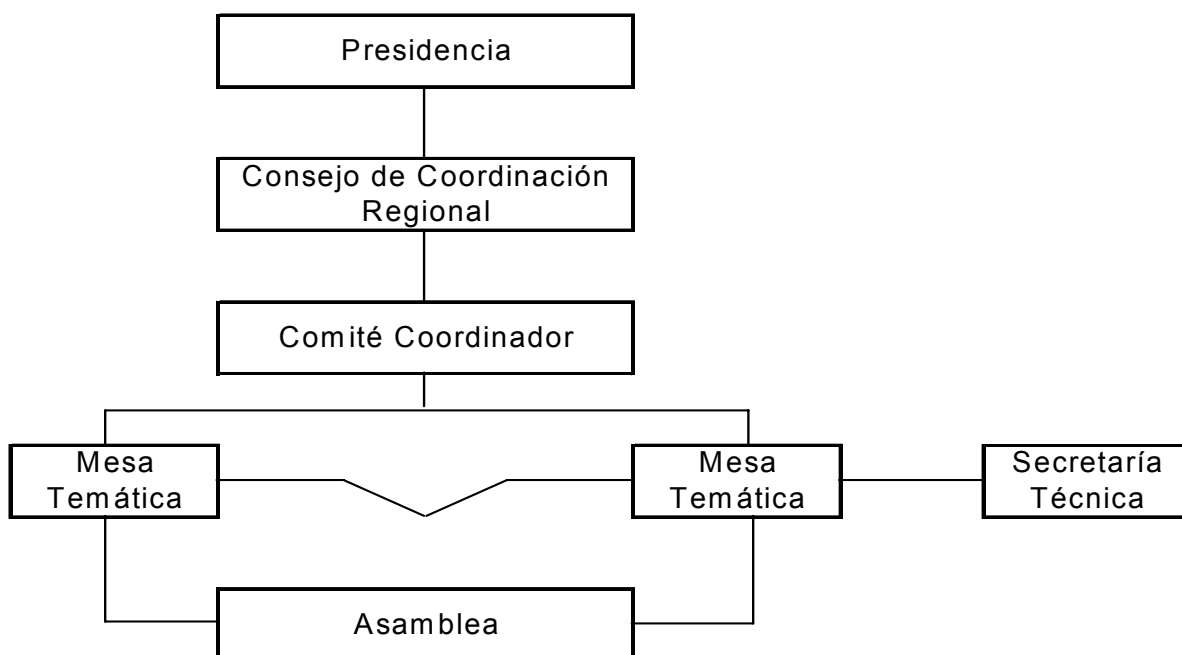 Presidencia
Consejo de Coordinación
Regional
Comité Coordinador
Mesa
Temática
Mesa
Temática
Secretaría
Técnica
Asamblea